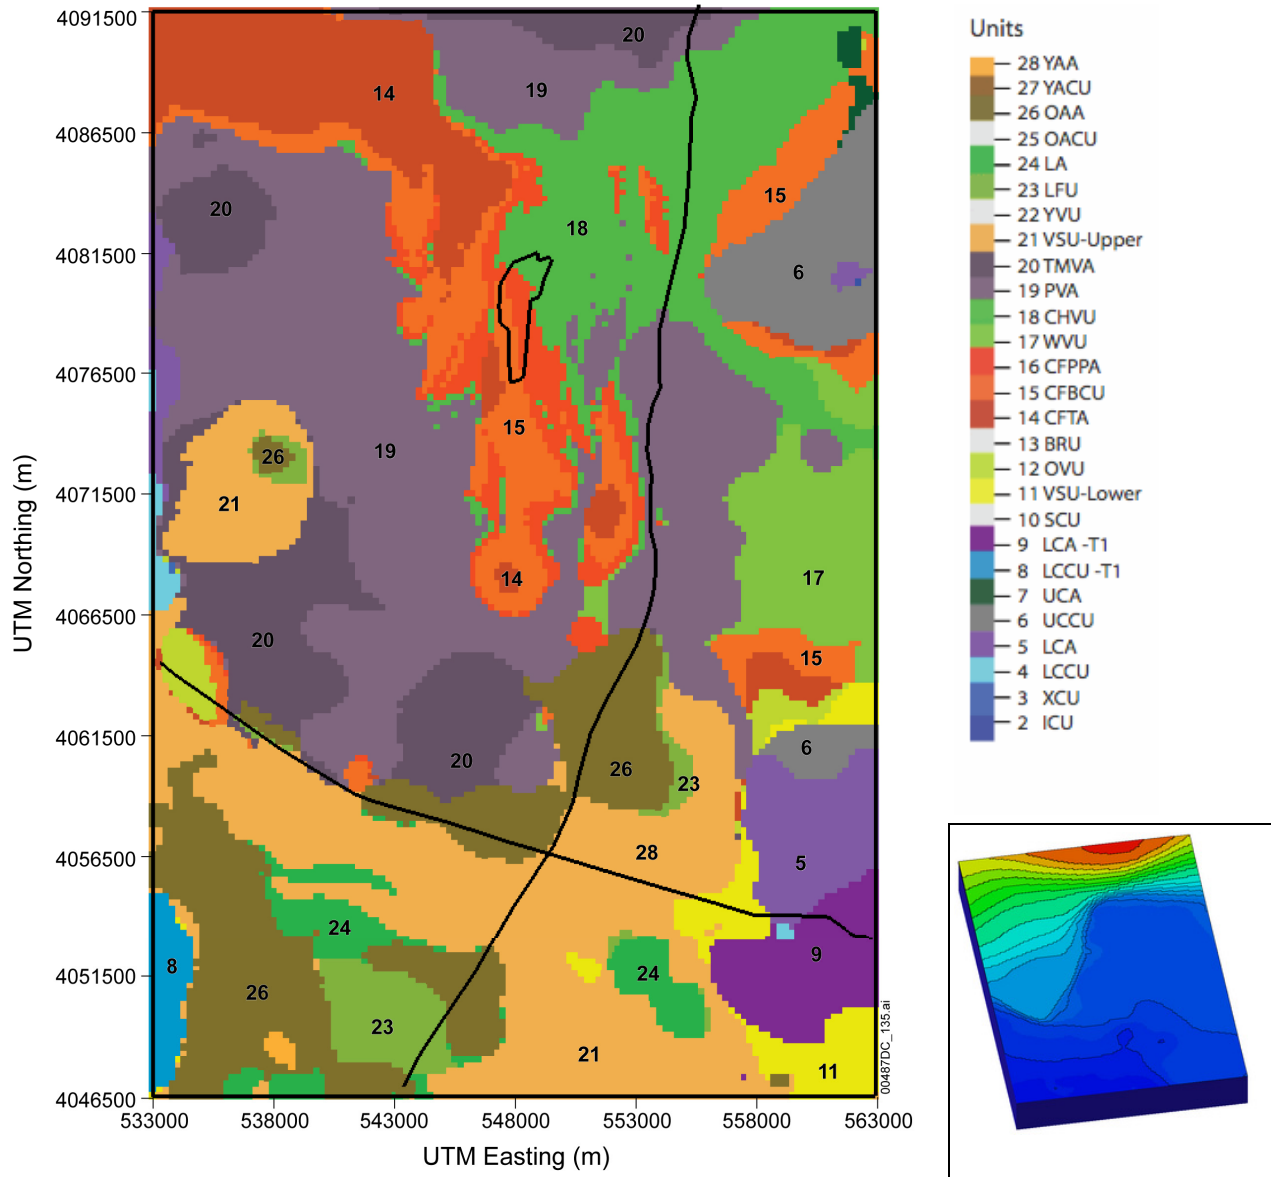 Units
28 YAA
27 YACU
26 OAA
25 OACU
24 LA
23 LFU
22 YVU
21 VSU-Upper
20 TMVA
19 PVA
18 CHVU
17 WVU
16 CFPPA
15 CFBCU
14 CFTA
13 BRU
12 OVU
11 VSU-Lower
10 SCU
9 LCA -T1
8 LCCU -T1
7 UCA
6 UCCU
5 LCA
4 LCCU
3 XCU
2 ICU
UTM Northing (m)
4091500
4086500
4081500
4076500
4071500
4066500
4061500
4056500
4051500
4046500
20
14
19
15
20
18
6
15
19
26
21
14
17
20
15
6
20
26
23
28
5
24
9
8
24
26
23
21
11
00487DC_135.ai
533000
538000
543000
548000
553000
558000
563000
UTM Easting (m)